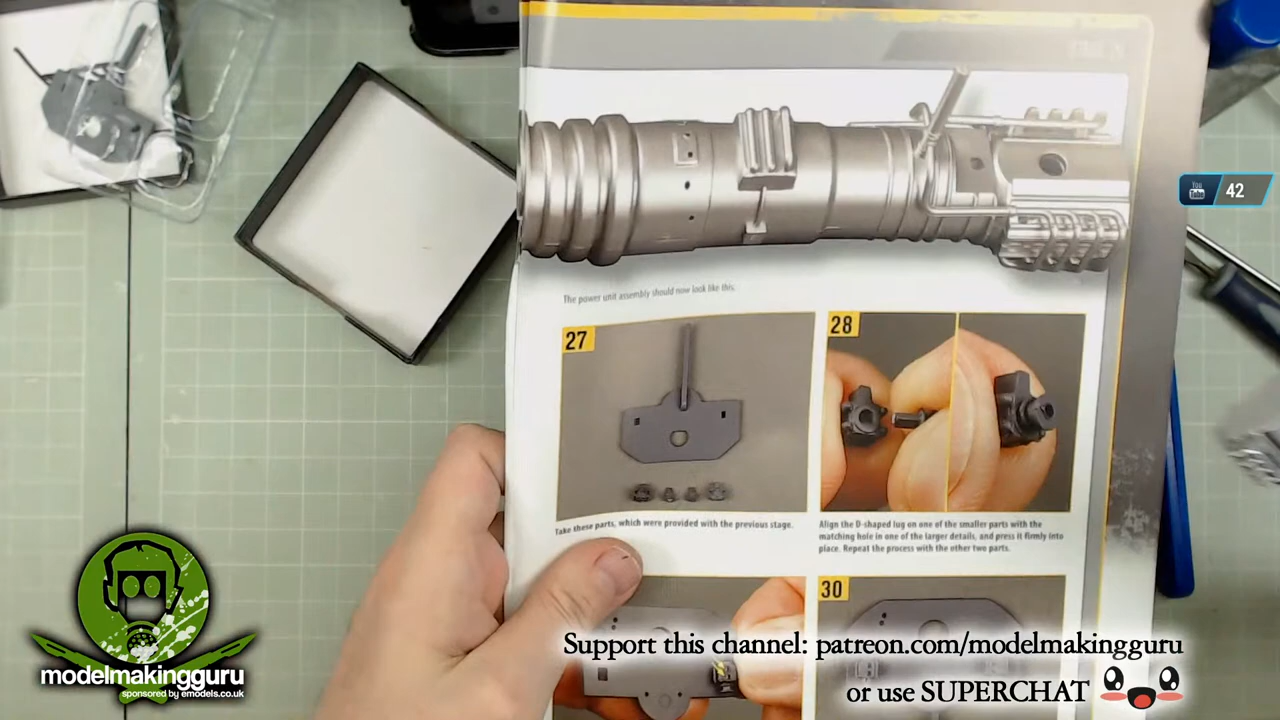 The power unit assembly should now look like this.
27
28
Take these parts, which were provided with the previous stage.
Align the D-shaped lug on one of the smaller parts with the
matching hole in one of the larger details, and press it firmly into
place. Repeat the process with the other two parts.
30
You
Tube
42
modelmakingguru
sponsored by emodels.co.uk
Support this channel: patreon.com/modelmakingguru
or use SUPERCHAT